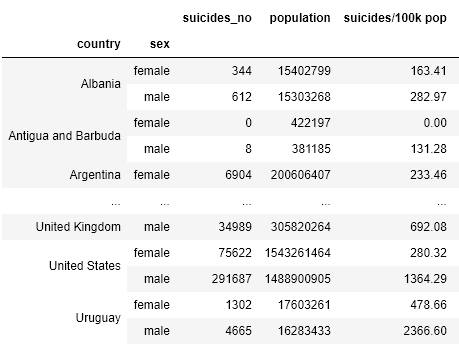 suicides_no population suicides/100k pop
country sex
Albania female 344 15402799 163.41
male 612 15303268 282.97
Antigua and Barbuda female 0 422197 0.00
male 8 381185 131.28
Argentina female 6904 200606407 233.46
... ... ... ... ...
United Kingdom male 34989 305820264 692.08
United States female 75622 1543261464 280.32
male 291687 1488900905 1364.29
Uruguay female 1302 17603261 478.66
male 4665 16283433 2366.60